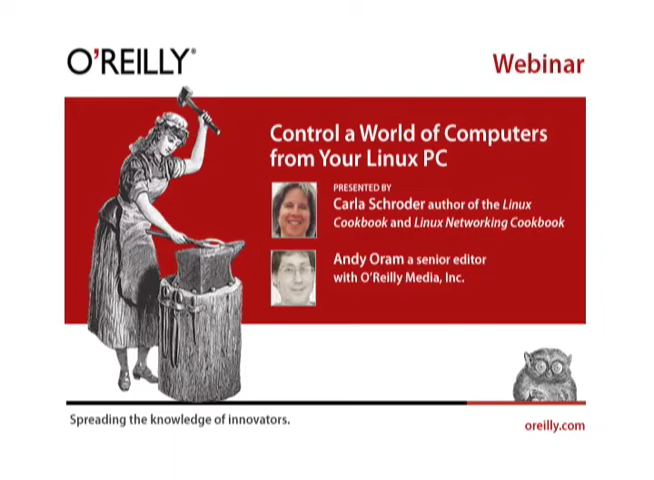 O'REILLY®
Webinar
Control a World of Computers
from Your Linux PC
PRESENTED BY
Carla Schroder author of the Linux
Cookbook and Linux Networking Cookbook
Andy Oram a senior editor
with O'Reilly Media, Inc.
Spreading the knowledge of innovators.
oreilly.com